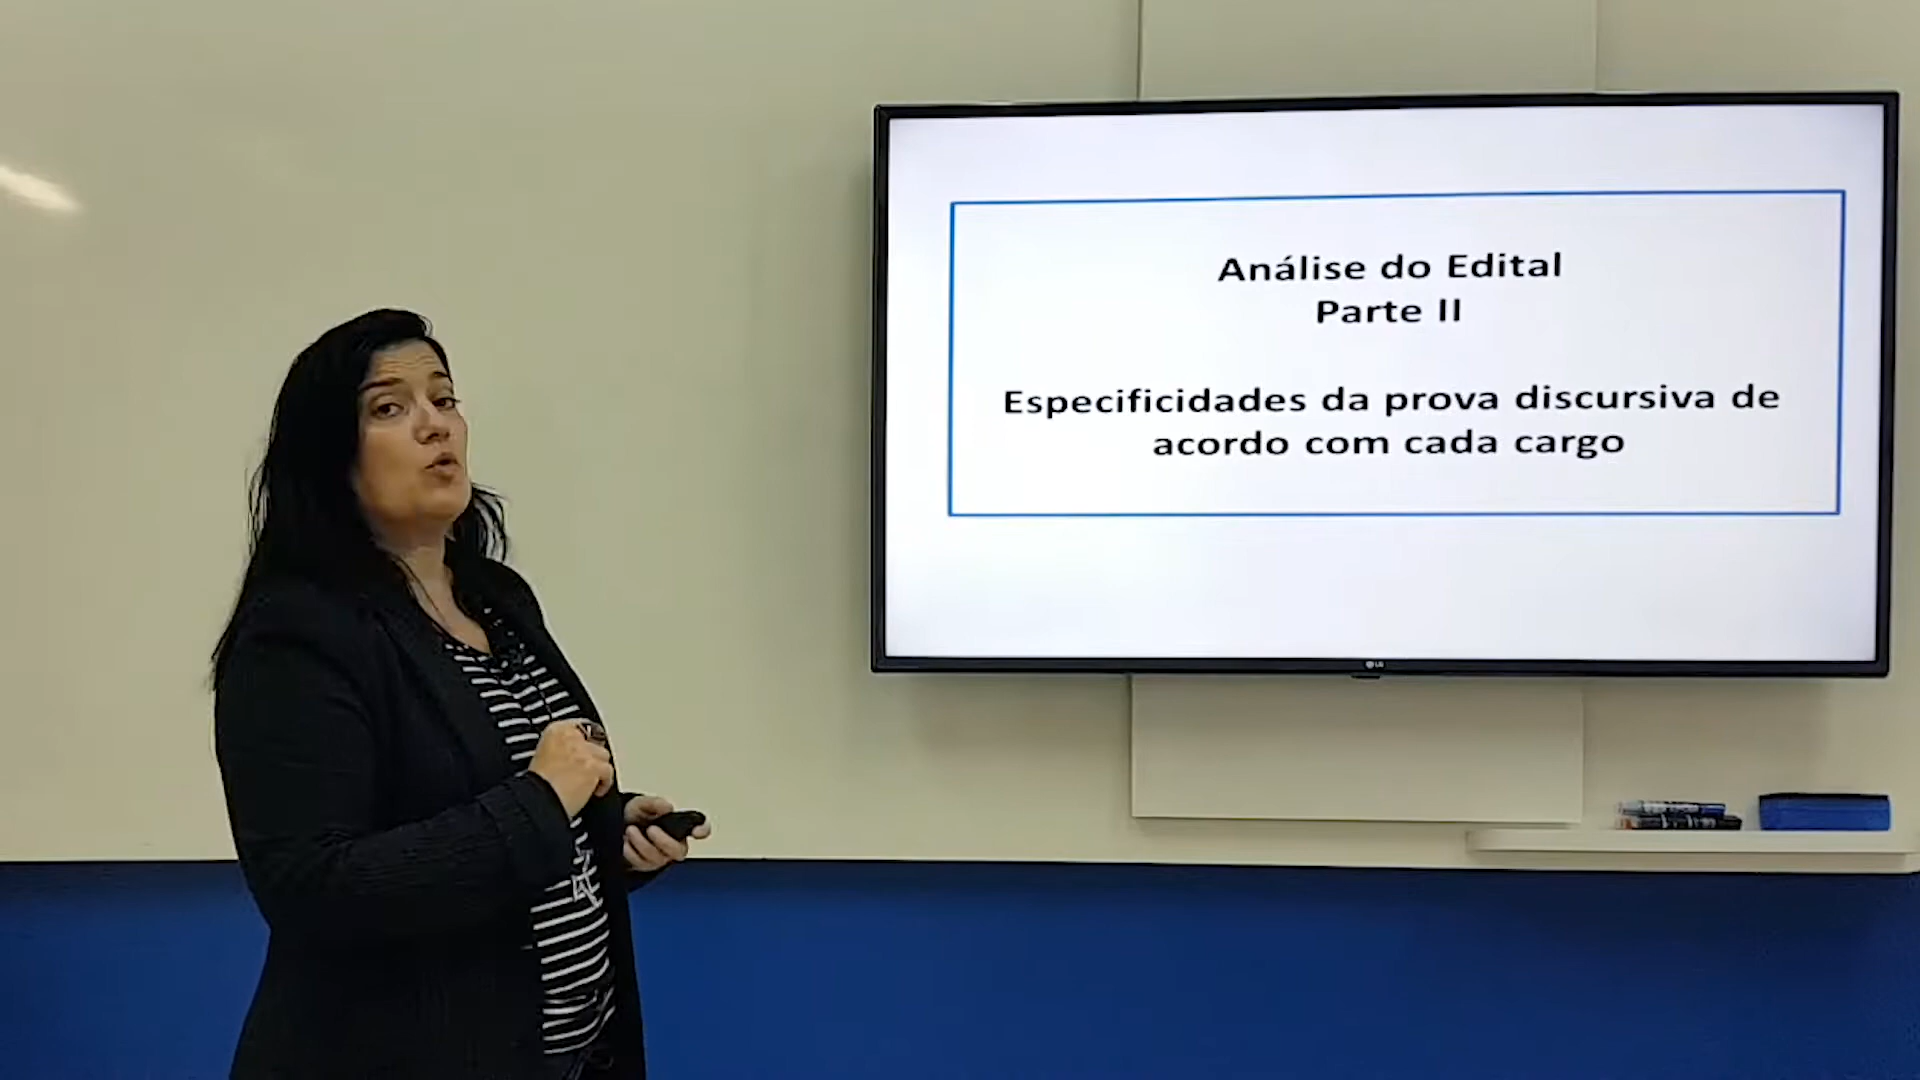 Análise do Edital
Parte II
Especificidades da prova discursiva de
acordo com cada cargo
LG